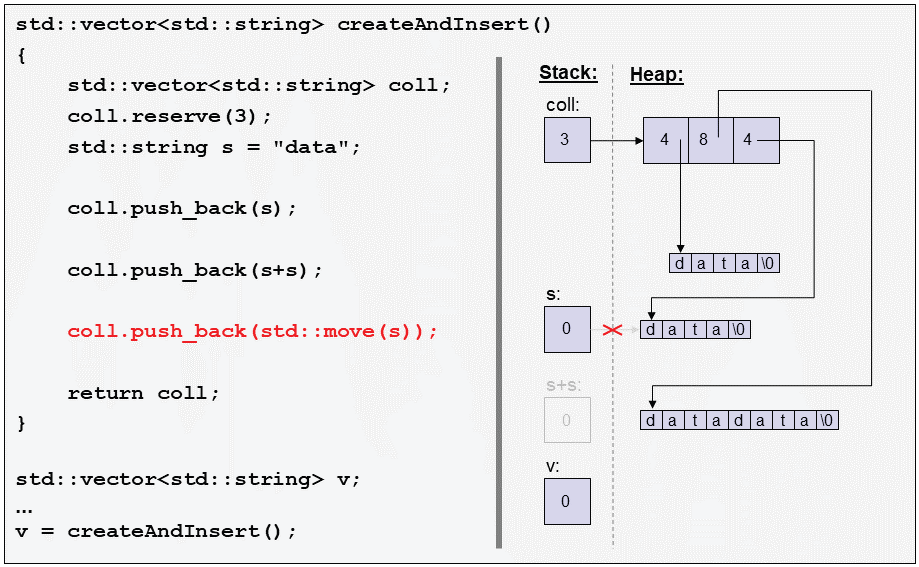 std::vector<std::string> createAndInsert()
{
std::vector<std::string> coll;
coll.reserve(3);
std::string s = "data";
coll.push_back(s);
coll.push_back(s+s);
coll.push_back(std::move(s));
return coll;
}
std::vector<std::string> v;
...
v = createAndInsert();
Stack: Heap:
coll:
3 4 8 4
d a t a \0
s:
0 d a t a \0
s+s:
0 d a t a d a t a \0
v:
0